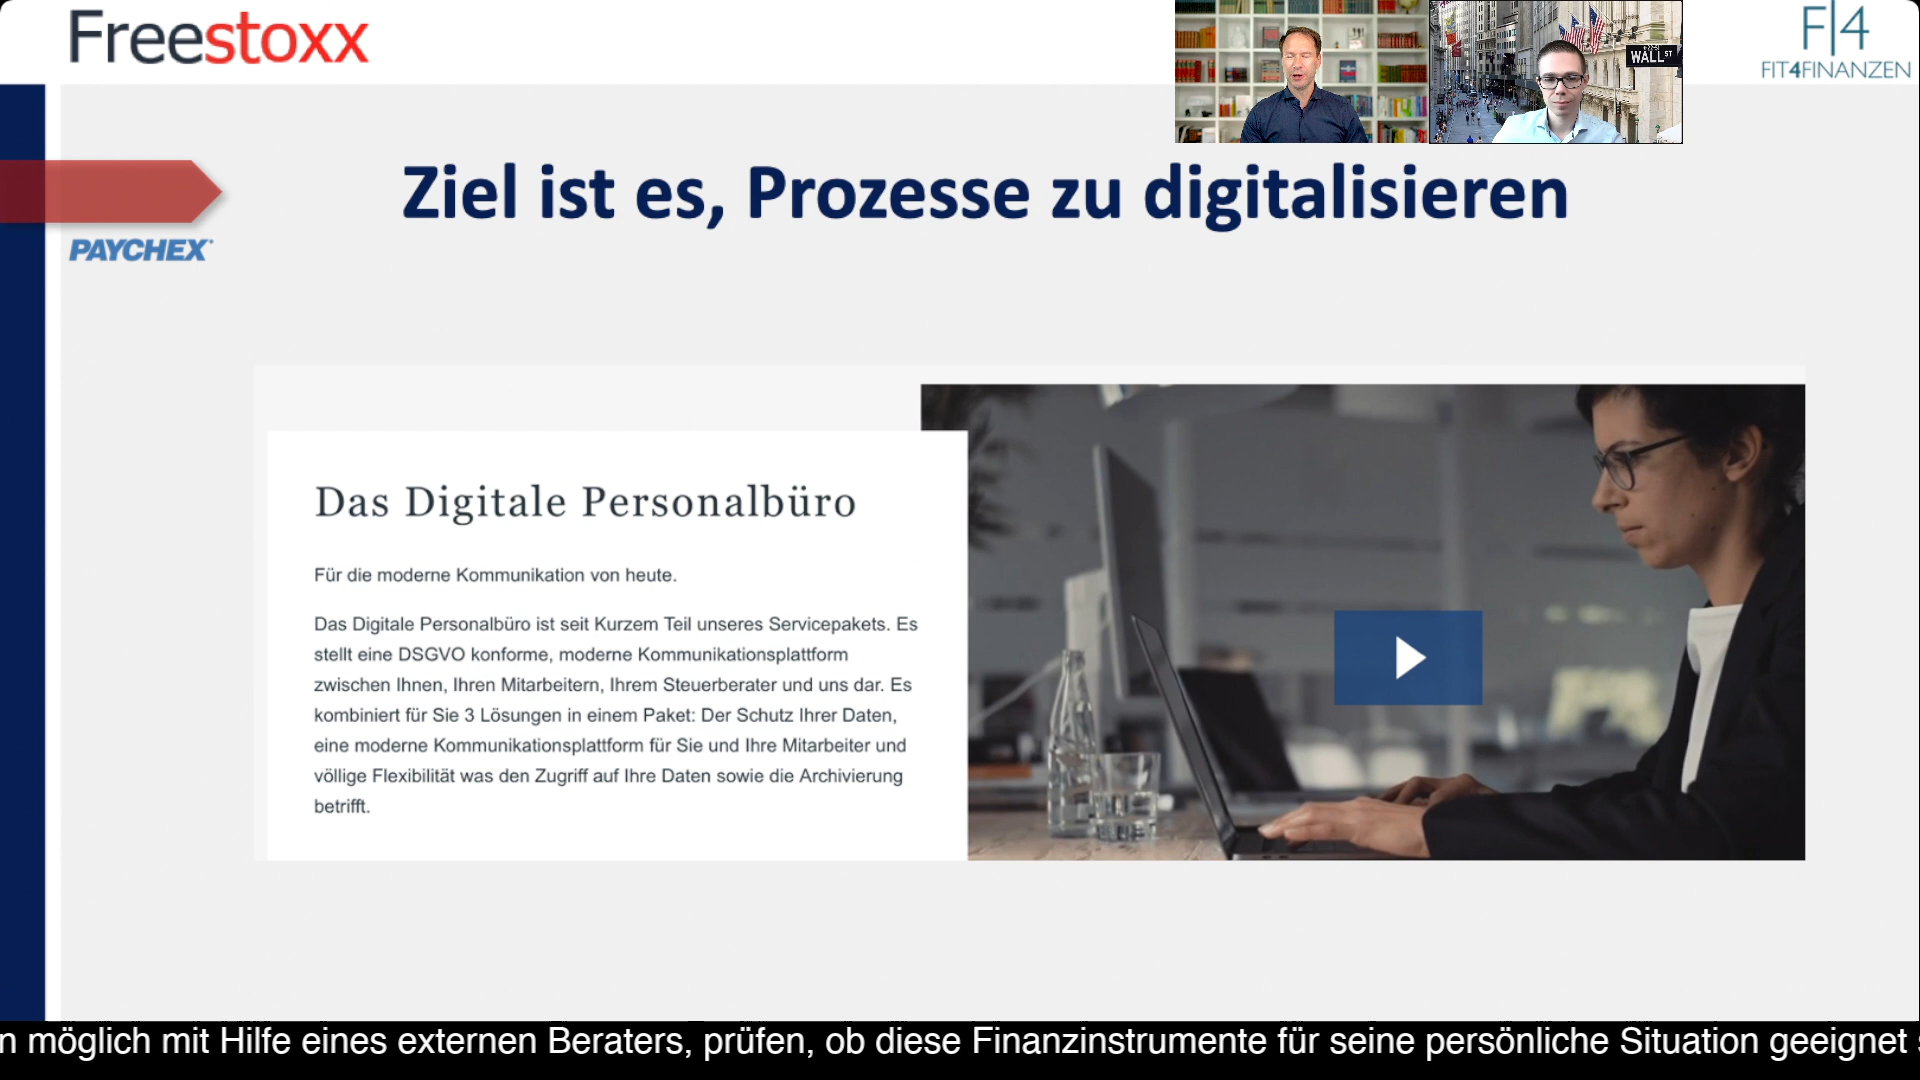 Freestoxx
WALL ST
F|4
FIT4FINANZEN
Ziel ist es, Prozesse zu digitalisieren
PAYCHEX
Das Digitale Personalbüro
Für die moderne Kommunikation von heute.
Das Digitale Personalbüro ist seit Kurzem Teil unseres Servicepakets. Es
stellt eine DSGVO konforme, moderne Kommunikationsplattform
zwischen Ihnen, Ihren Mitarbeitern, Ihrem Steuerberater und uns dar. Es
kombiniert für Sie 3 Lösungen in einem Paket: Der Schutz Ihrer Daten,
eine moderne Kommunikationsplattform für Sie und Ihre Mitarbeiter und
völlige Flexibilität was den Zugriff auf Ihre Daten sowie die Archivierung
betrifft.
n möglich mit Hilfe eines externen Beraters, prüfen, ob diese Finanzinstrumente für seine persönliche Situation geeignet